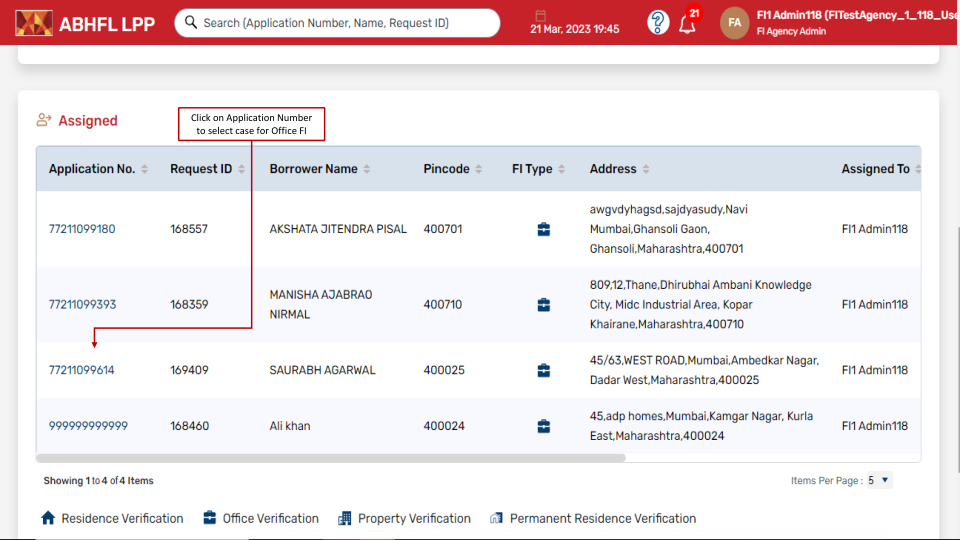 ABHFL LPP
Search (Application Number, Name, Request ID)
21 Mar, 2023 19:45
?
21
FA
FI1 Admin118 (FITestAgency_1_118_Use
FI Agency Admin
Assigned
Click on Application Number
to select case for Office FI
Application No. Request ID Borrower Name Pincode FI Type Address Assigned To
77211099180 168557 AKSHATA JITENDRA PISAL 400701 awgvdyhagsd,sajdyasudy,Navi
Mumbai,Ghansoli Gaon,
Ghansoli,Maharashtra,400701 FI1 Admin118
77211099393 168359 MANISHA AJABRAO
NIRMAL 400710 809,12,Thane,Dhirubhai Ambani Knowledge
City, Midc Industrial Area, Kopar
Khairane,Maharashtra,400710 FI1 Admin118
77211099614 169409 SAURABH AGARWAL 400025 45/63,WEST ROAD,Mumbai,Ambedkar Nagar,
Dadar West,Maharashtra,400025 FI1 Admin118
999999999999 168460 Ali khan 400024 45,adp homes,Mumbai,Kamgar Nagar, Kurla
East,Maharashtra,400024 FI1 Admin118
Showing 1 to 4 of 4 Items
Items Per Page : 5
Residence Verification Office Verification Property Verification Permanent Residence Verification